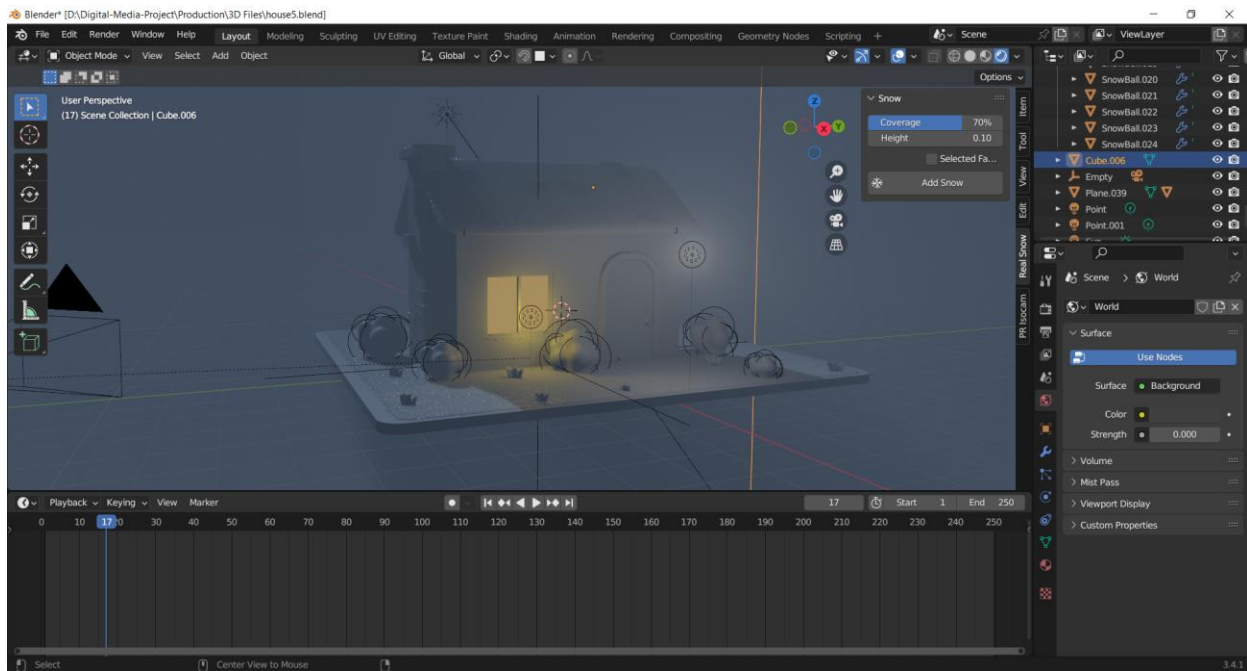 Blender* [D:\Digital-Media-Project\Production\3D Files\house5.blend]
File Edit Render Window Help Layout Modeling Sculpting UV Editing Texture Paint Shading Animation Rendering Compositing Geometry Nodes Scripting + Scene ViewLayer
Object Mode View Select Add Object Global
Options
User Perspective
(17) Scene Collection | Cube.006
Z
X
Y
Snow
Coverage 70%
Height 0.10
Selected Fa...
Add Snow
Item
Tool
View
Edit
Real Snow
PR Isocam
SnowBall.020
SnowBall.021
SnowBall.022
SnowBall.023
SnowBall.024
Cube.006
Empty
Plane.039
Point
Point.001
Scene > World
World
Surface
Use Nodes
Surface Background
Color
Strength 0.000
Volume
Mist Pass
Viewport Display
Custom Properties
Playback Keying View Marker 17 Start 1 End 250
0 10 17 30 40 50 60 70 80 90 100 110 120 130 140 150 160 170 180 190 200 210 220 230 240 250
Select Center View to Mouse 3.4.1